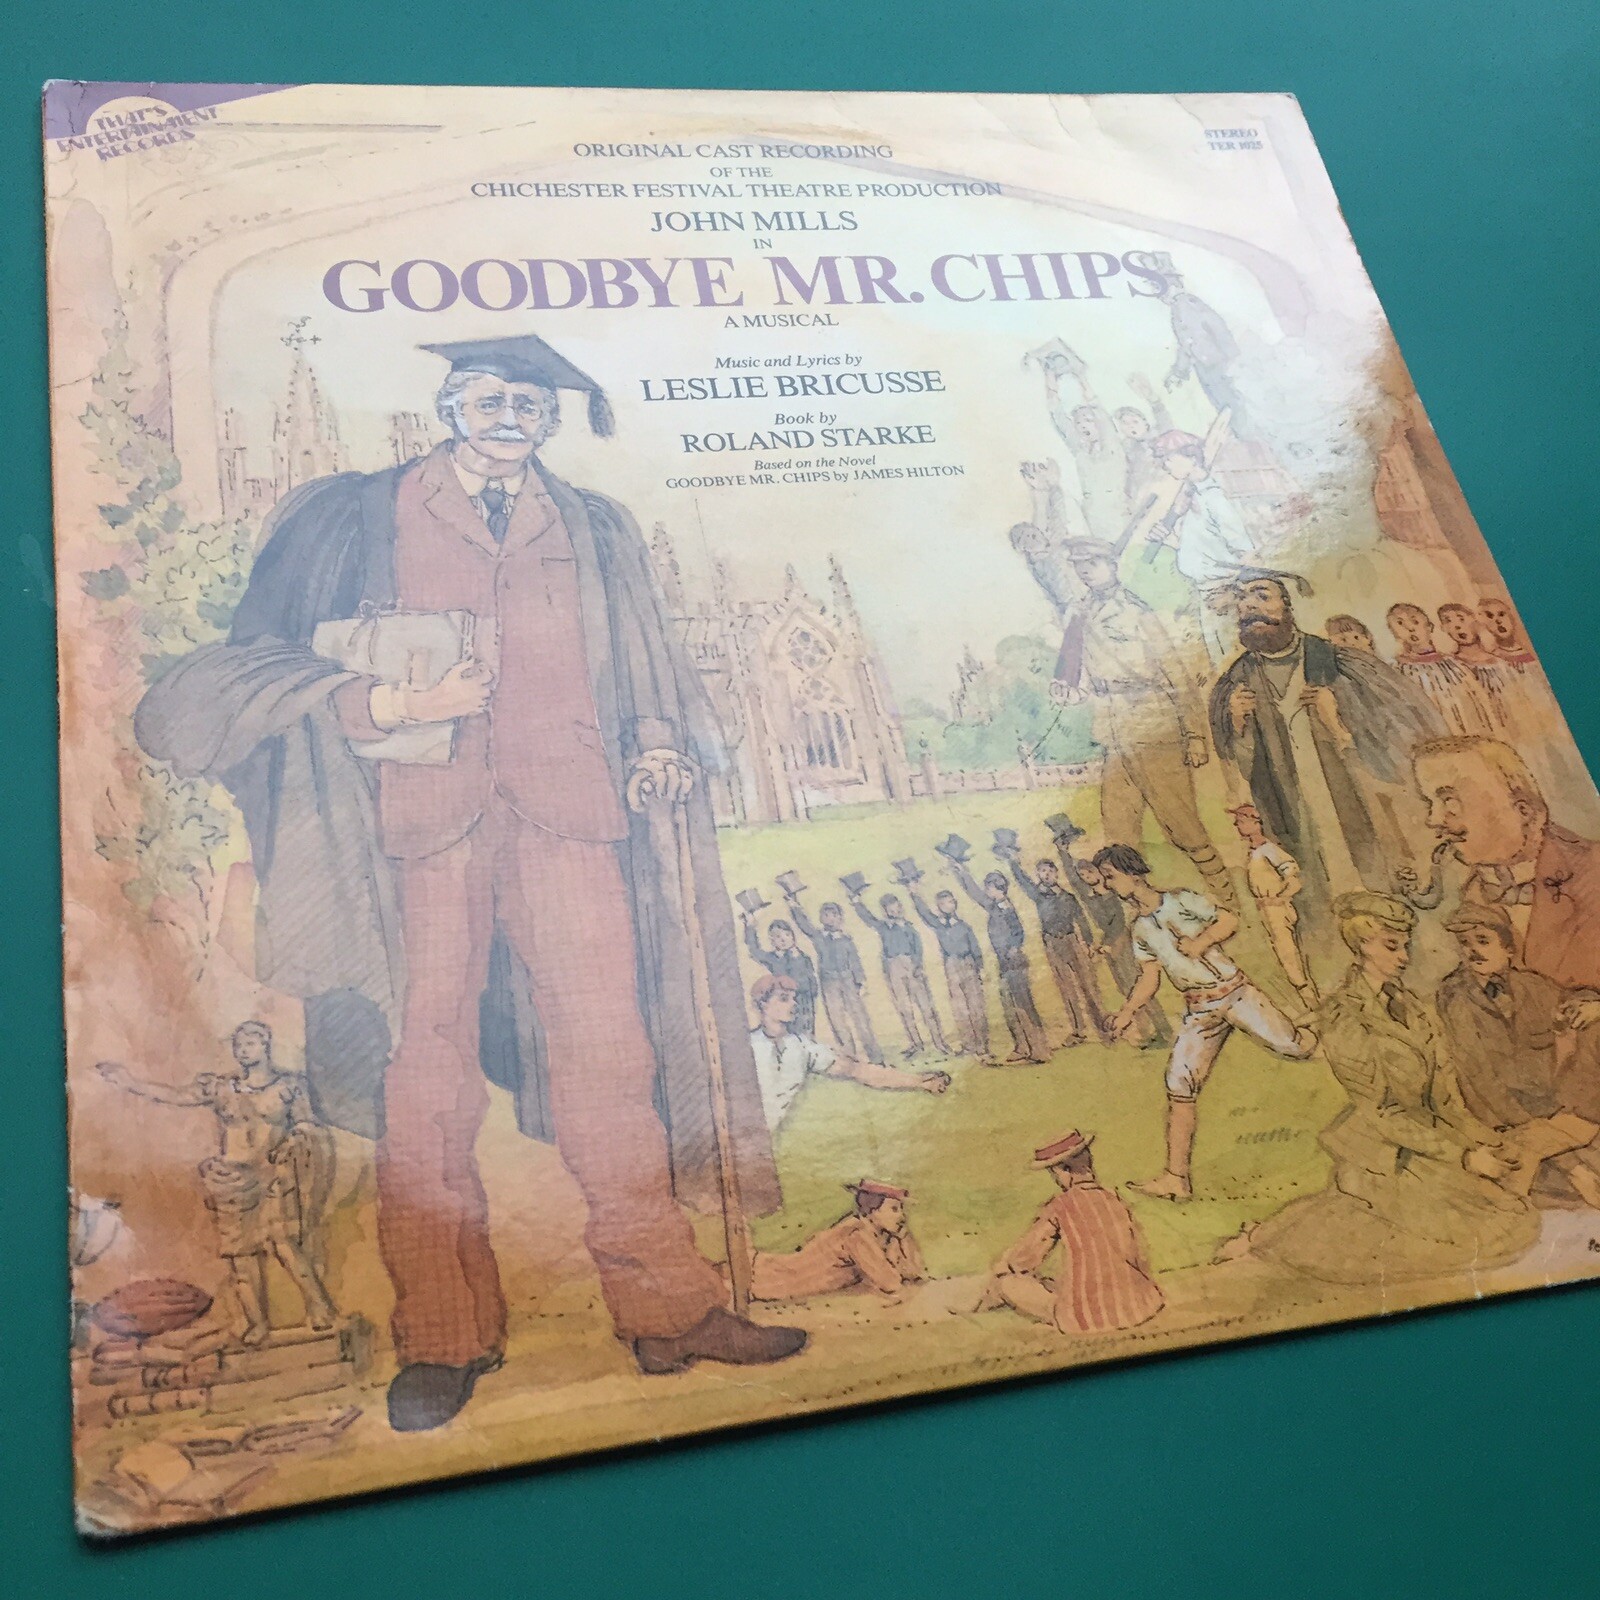 THAT'S
ENTERTAINMENT
RECORDS
STEREO
TER 1025
ORIGINAL CAST RECORDING
OF THE
CHICHESTER FESTIVAL THEATRE PRODUCTION
JOHN MILLS
IN
GOODBYE MR. CHIPS
A MUSICAL
Music and Lyrics by
LESLIE BRICUSSE
Book by
ROLAND STARKE
Based on the Novel
GOODBYE MR. CHIPS by JAMES HILTON